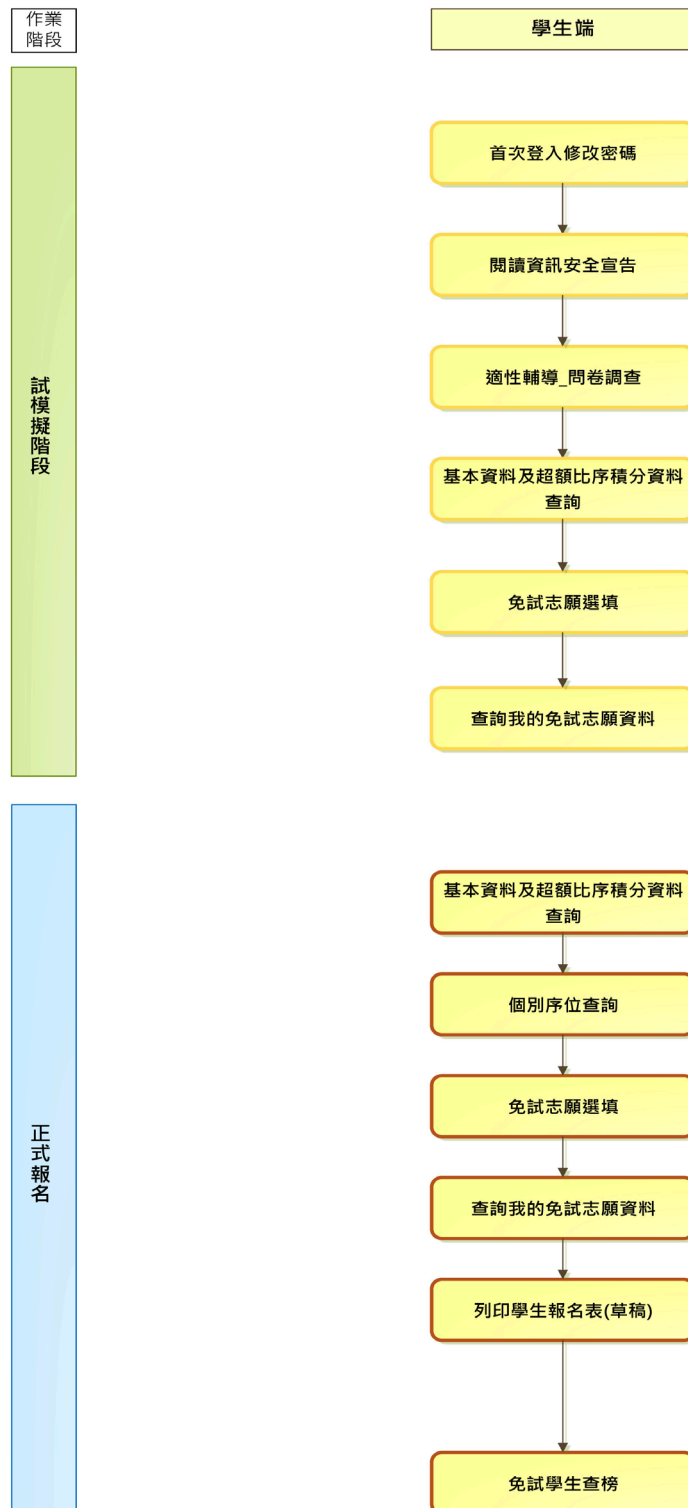 作業
階段
學生端
試模擬階段
首次登入修改密碼
閱讀資訊安全宣告
適性輔導_問卷調查
基本資料及超額比序積分資料
查詢
免試志願選填
查詢我的免試志願資料
正式報名
基本資料及超額比序積分資料
查詢
個別序位查詢
免試志願選填
查詢我的免試志願資料
列印學生報名表(草稿)
免試學生查榜